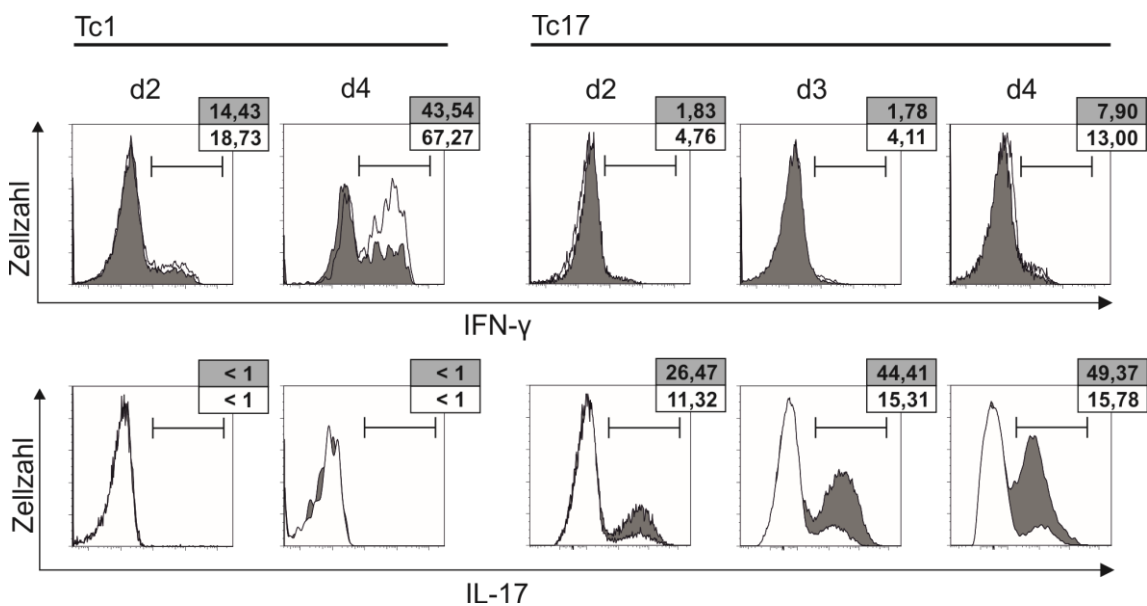 Tc1
Tc17
d2
d4
d2
d3
d4
14,43
18,73
43,54
67,27
1,83
4,76
1,78
4,11
7,90
13,00
Zellzahl
IFN-γ
< 1
< 1
< 1
< 1
26,47
11,32
44,41
15,31
49,37
15,78
Zellzahl
IL-17